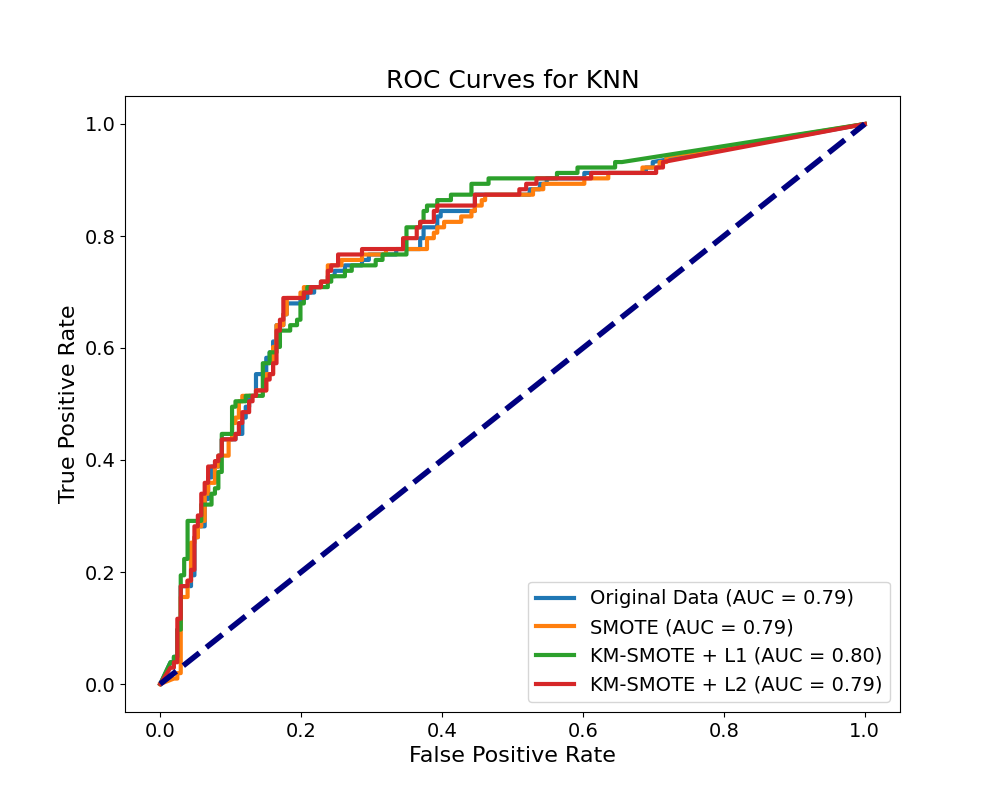 ROC Curves for KNN
True Positive Rate
1.0
0.8
0.6
0.4
0.2
0.0
Original Data (AUC = 0.79)
SMOTE (AUC = 0.79)
KM-SMOTE + L1 (AUC = 0.80)
KM-SMOTE + L2 (AUC = 0.79)
0.0 0.2 0.4 0.6 0.8 1.0
False Positive Rate